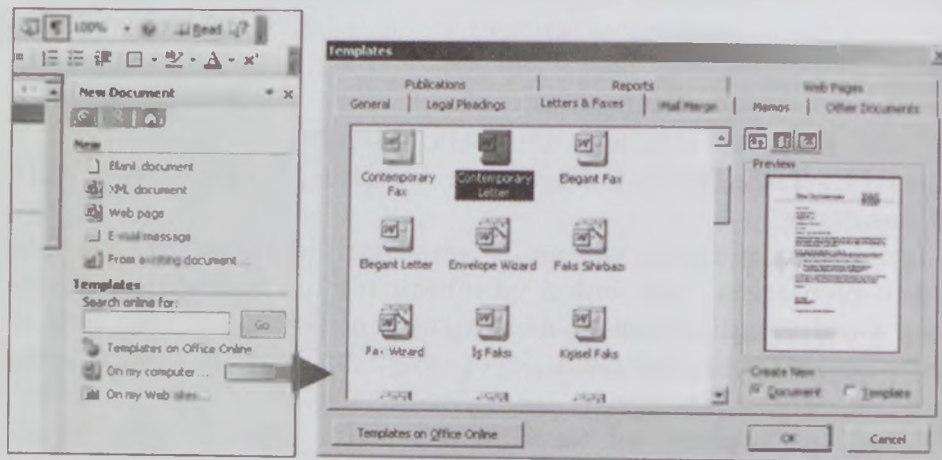 100% Read
New Document
New
Blank document
XML document
Web page
E-mail message
From existing document...
Templates
Search online for:
Go
Templates on Office Online
On my computer...
On my Web sites...
Templates
Publications Reports Web Pages
General Legal Pleadings Letters & Faxes Mail Merge Memos Other Documents
Contemporary Fax
Contemporary Letter
Elegant Fax
Elegant Letter
Envelope Wizard
Faks Sihirbazı
Fax Wizard
İş Faksı
Kişisel Faks
Preview
Create New
Document Template
Templates on Office Online
OK Cancel